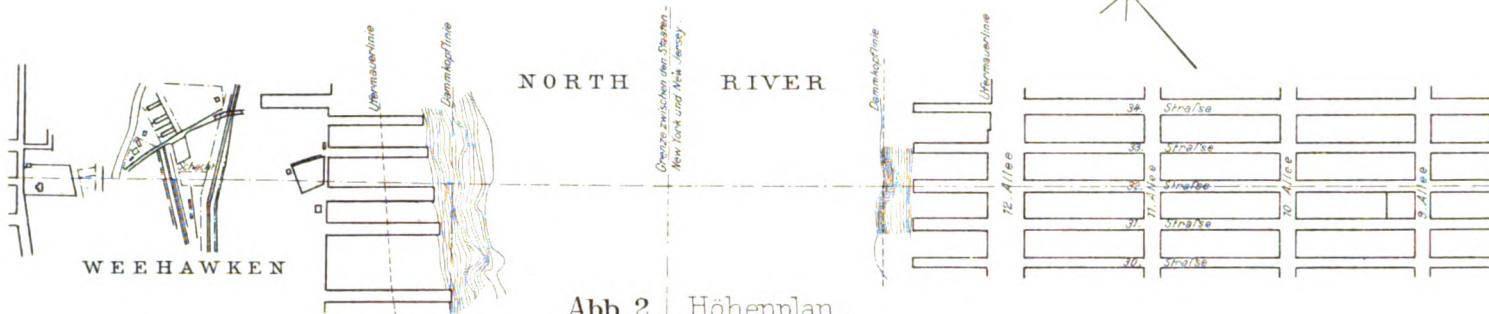 NORTH RIVER
WEEHAWKEN
Ufermauerlinie
Dammkopflinie
Grenze zwischen den Staaten
New York und New Jersey
Dammkopflinie
Ufermauerlinie
12. Allee
11. Allee
10. Allee
9. Allee
34. Straſse
33. Straſse
32. Straſse
31. Straſse
30. Straſse
Abb. 2 Höhenplan